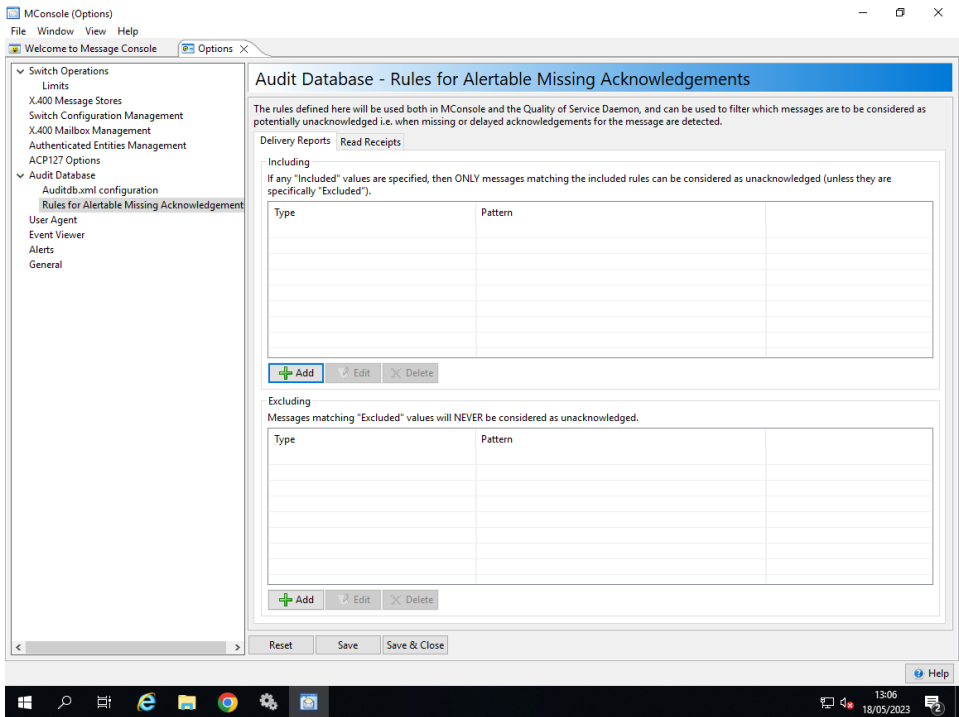 MConsole (Options)
File Window View Help
Welcome to Message Console
Options
Switch Operations
Limits
X.400 Message Stores
Switch Configuration Management
X.400 Mailbox Management
Authenticated Entities Management
ACP127 Options
Audit Database
Auditdb.xml configuration
Rules for Alertable Missing Acknowledgement
User Agent
Event Viewer
Alerts
General
Audit Database - Rules for Alertable Missing Acknowledgements
The rules defined here will be used both in MConsole and the Quality of Service Daemon, and can be used to filter which messages are to be considered as
potentially unacknowledged i.e. when missing or delayed acknowledgements for the message are detected.
Delivery Reports Read Receipts
Including
If any "Included" values are specified, then ONLY messages matching the included rules can be considered as unacknowledged (unless they are
specifically "Excluded").
Type Pattern
Add Edit Delete
Excluding
Messages matching "Excluded" values will NEVER be considered as unacknowledged.
Type Pattern
Add Edit Delete
Reset Save Save & Close
Help
13:06
18/05/2023
2